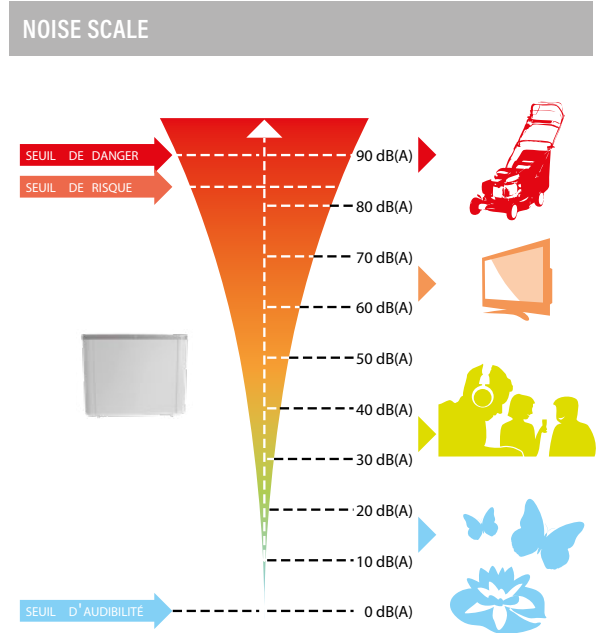 NOISE SCALE
SEUIL DE DANGER
90 dB(A)
SEUIL DE RISQUE
80 dB(A)
70 dB(A)
60 dB(A)
50 dB(A)
40 dB(A)
30 dB(A)
20 dB(A)
10 dB(A)
SEUIL D'AUDIBILITÉ
0 dB(A)